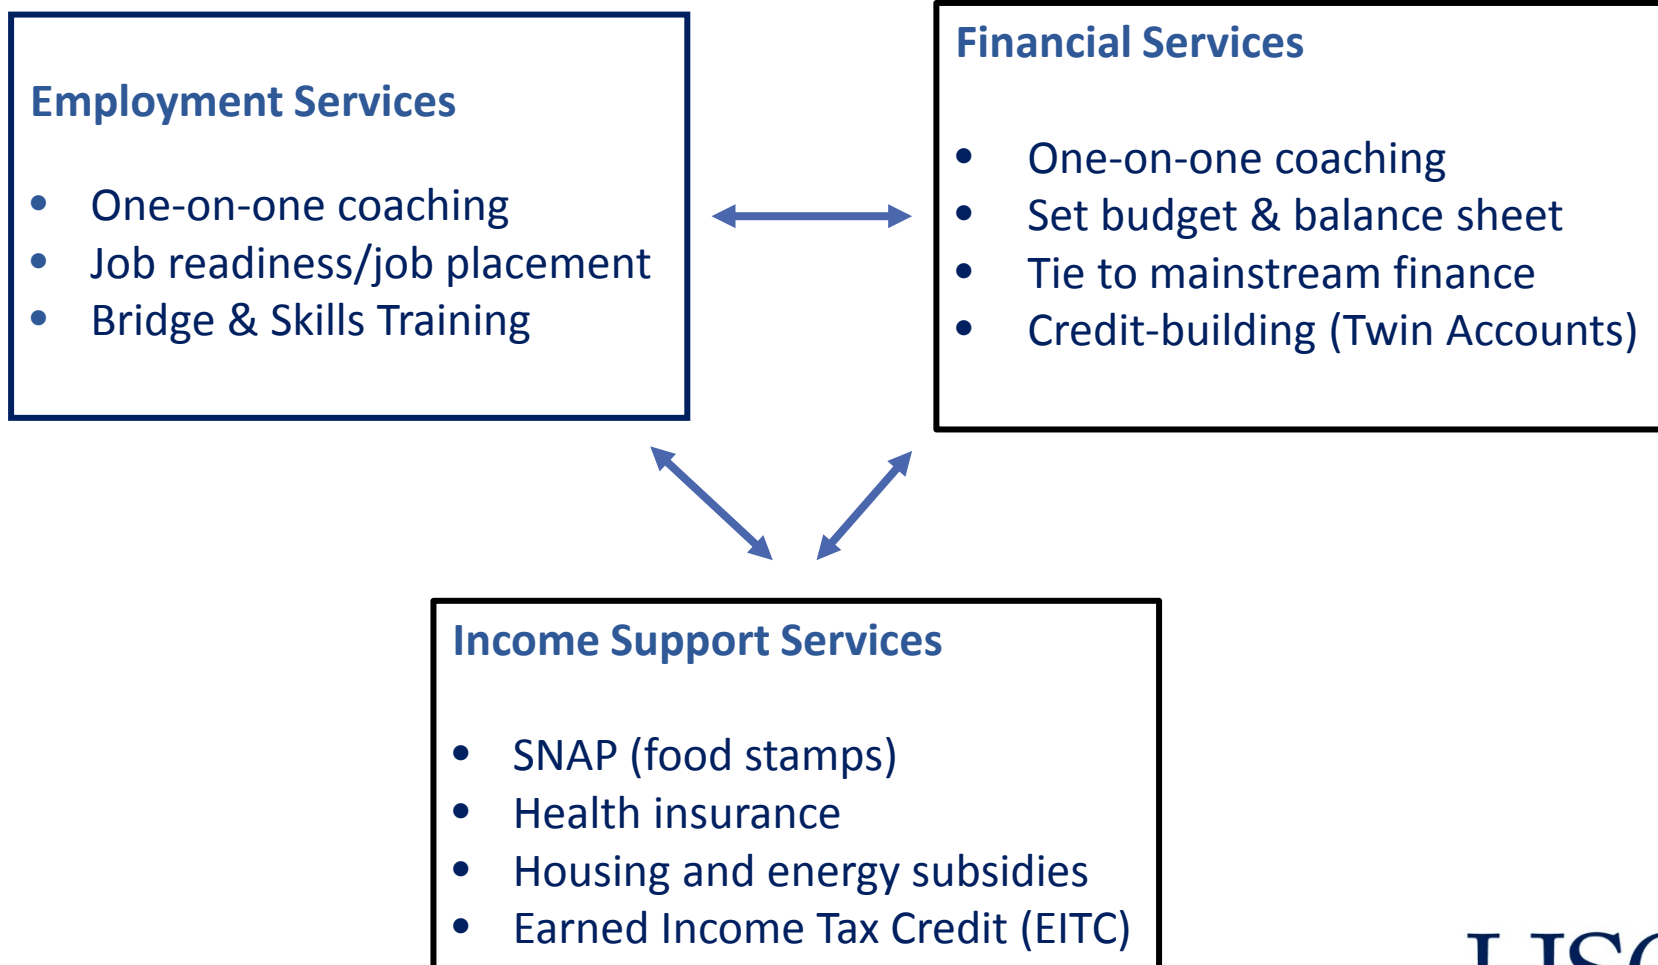 Employment Services
• One-on-one coaching
• Job readiness/job placement
• Bridge & Skills Training
Financial Services
• One-on-one coaching
• Set budget & balance sheet
• Tie to mainstream finance
• Credit-building (Twin Accounts)
Income Support Services
• SNAP (food stamps)
• Health insurance
• Housing and energy subsidies
• Earned Income Tax Credit (EITC)